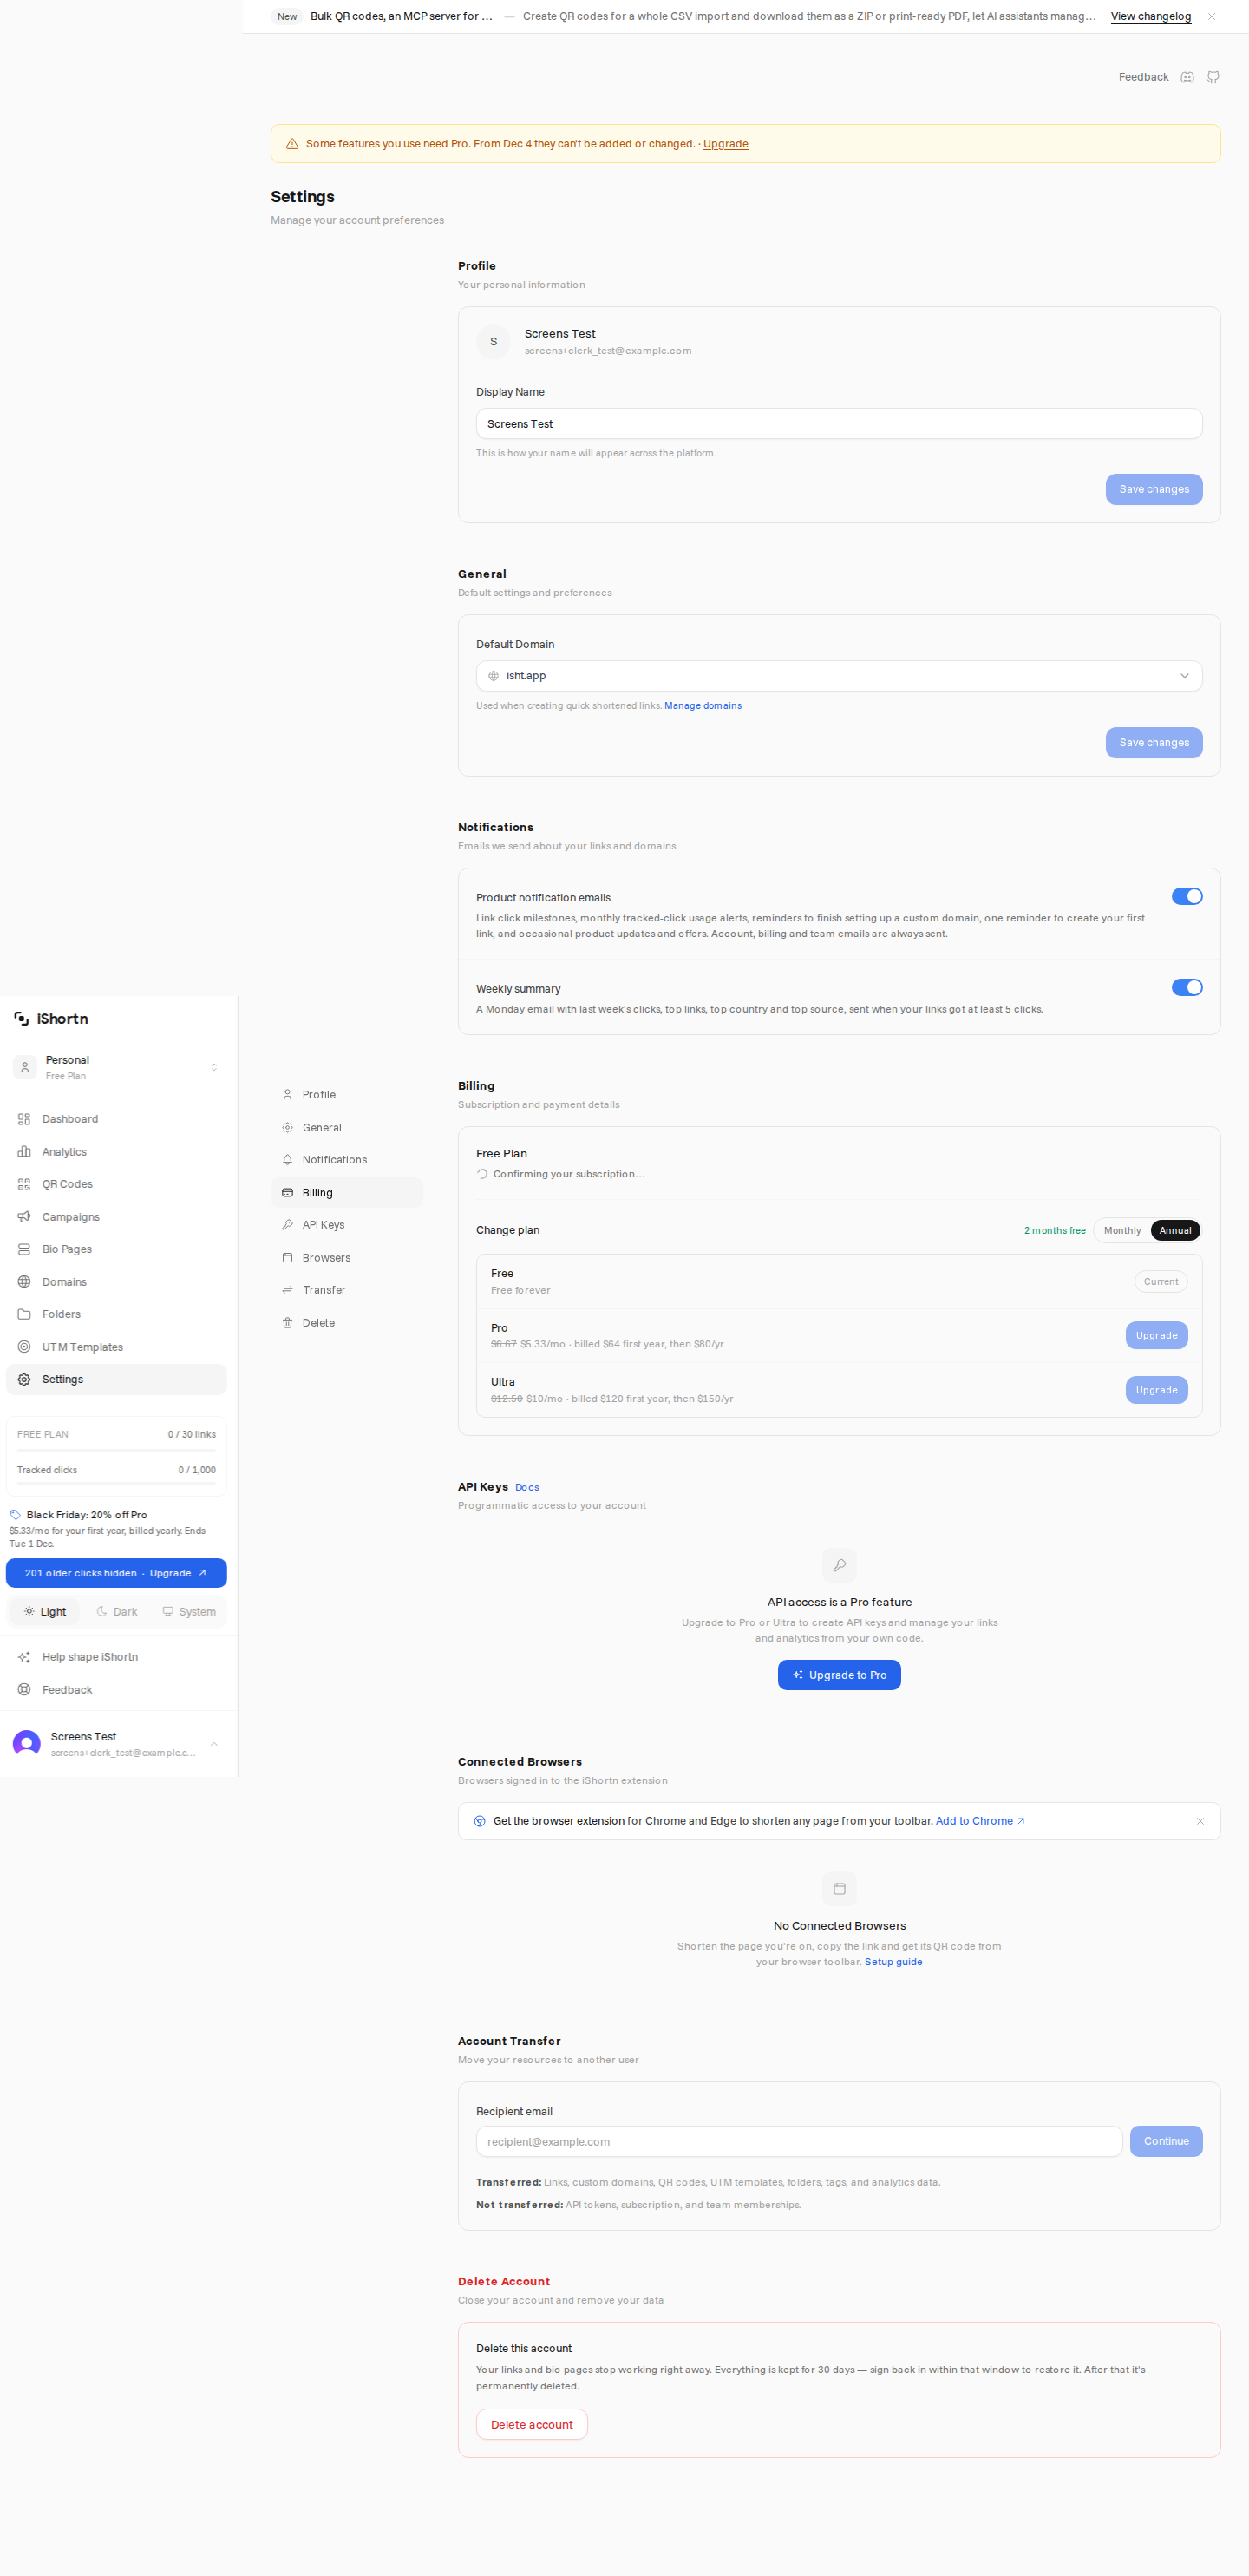 New Bulk QR codes, an MCP server for ... — Create QR codes for a whole CSV import and download them as a ZIP or print-ready PDF, let AI assistants manag... View changelog
Feedback
Some features you use need Pro. From Dec 4 they can't be added or changed. · Upgrade
Settings
Manage your account preferences
Profile
Your personal information
S
Screens Test
screens+clerk_test@example.com
Display Name
Screens Test
This is how your name will appear across the platform.
Save changes
General
Default settings and preferences
Default Domain
isht.app
Used when creating quick shortened links. Manage domains
Save changes
Notifications
Emails we send about your links and domains
Product notification emails
Link click milestones, monthly tracked-click usage alerts, reminders to finish setting up a custom domain, one reminder to create your first
link, and occasional product updates and offers. Account, billing and team emails are always sent.
Weekly summary
A Monday email with last week's clicks, top links, top country and top source, sent when your links got at least 5 clicks.
iShortn
Personal
Free Plan
Dashboard
Analytics
QR Codes
Campaigns
Bio Pages
Domains
Folders
UTM Templates
Settings
FREE PLAN 0 / 30 links
Tracked clicks 0 / 1,000
Black Friday: 20% off Pro
$5.33/mo for your first year, billed yearly. Ends
Tue 1 Dec.
201 older clicks hidden · Upgrade
Light Dark System
Help shape iShortn
Feedback
Screens Test
screens+clerk_test@example.c...
Profile
General
Notifications
Billing
API Keys
Browsers
Transfer
Delete
Billing
Subscription and payment details
Free Plan
Confirming your subscription...
Change plan 2 months free Monthly Annual
Free
Free forever
Current
Pro
$6.67 $5.33/mo · billed $64 first year, then $80/yr
Upgrade
Ultra
$12.50 $10/mo · billed $120 first year, then $150/yr
Upgrade
API Keys Docs
Programmatic access to your account
API access is a Pro feature
Upgrade to Pro or Ultra to create API keys and manage your links
and analytics from your own code.
Upgrade to Pro
Connected Browsers
Browsers signed in to the iShortn extension
Get the browser extension for Chrome and Edge to shorten any page from your toolbar. Add to Chrome
No Connected Browsers
Shorten the page you're on, copy the link and get its QR code from
your browser toolbar. Setup guide
Account Transfer
Move your resources to another user
Recipient email
recipient@example.com
Continue
Transferred: Links, custom domains, QR codes, UTM templates, folders, tags, and analytics data.
Not transferred: API tokens, subscription, and team memberships.
Delete Account
Close your account and remove your data
Delete this account
Your links and bio pages stop working right away. Everything is kept for 30 days — sign back in within that window to restore it. After that it's
permanently deleted.
Delete account